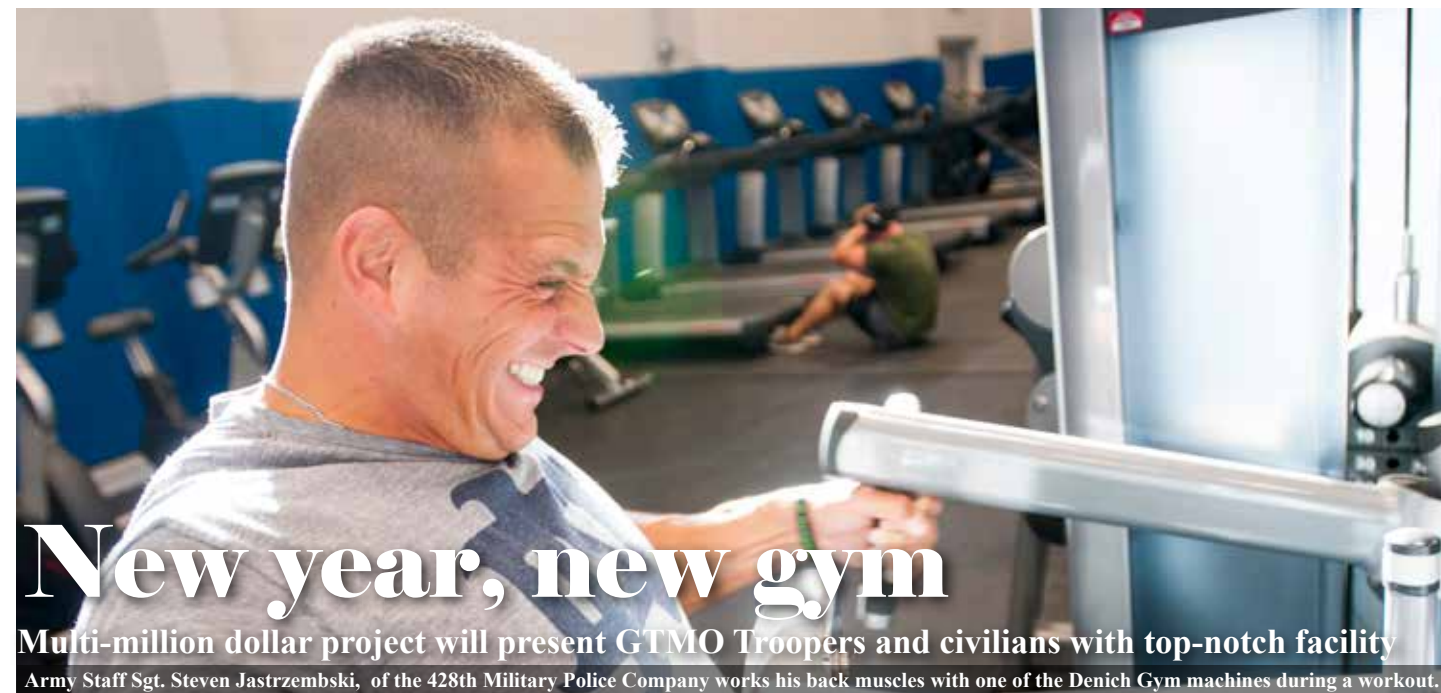 New year, new gym
Multi-million dollar project will present GTMO Troopers and civilians with top-notch facility
Army Staff Sgt. Steven Jastrzembski,  of the 428th Military Police Company works his back muscles with one of the Denich Gym machines during a workout.